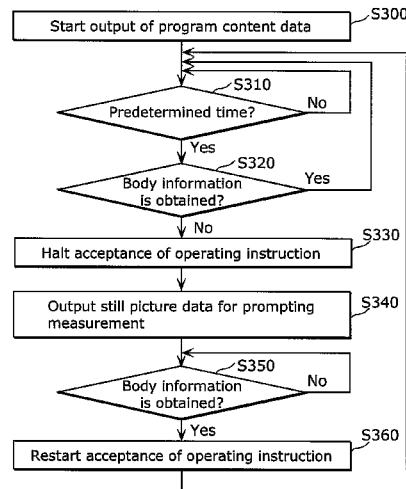 Start output of program content data
S300
S310
Predetermined time?
No
Yes
S320
Body information
is obtained?
Yes
No
S330
Halt acceptance of operating instruction
S340
Output still picture data for prompting
measurement
S350
Body information
is obtained?
No
Yes
S360
Restart acceptance of operating instruction